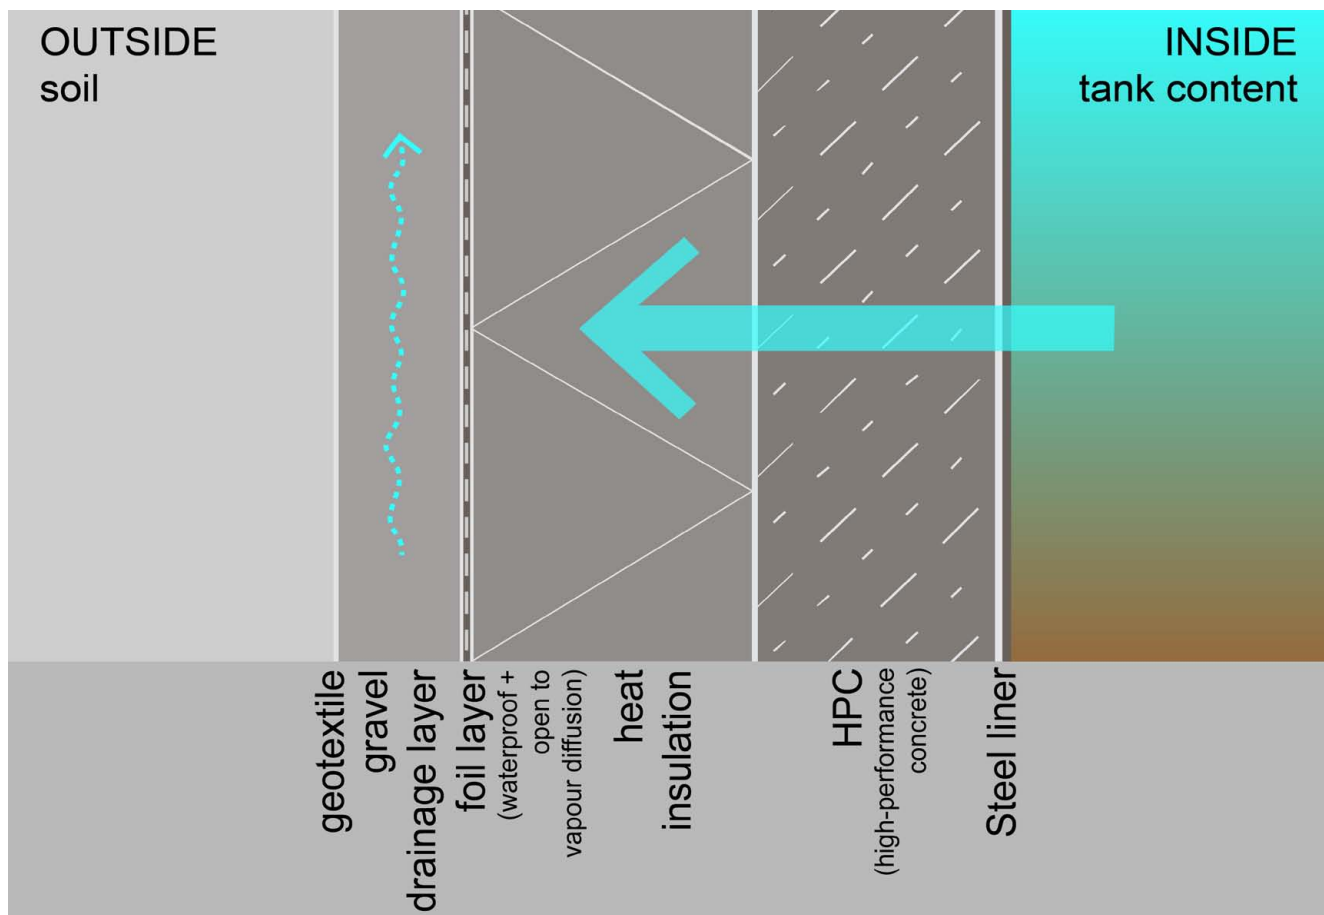 OUTSIDE
soil
INSIDE
tank content
geotextile
gravel
drainage layer
foil layer
(waterproof +
open to
vapour diffusion)
heat
insulation
HPC
(high-performance
concrete)
Steel liner